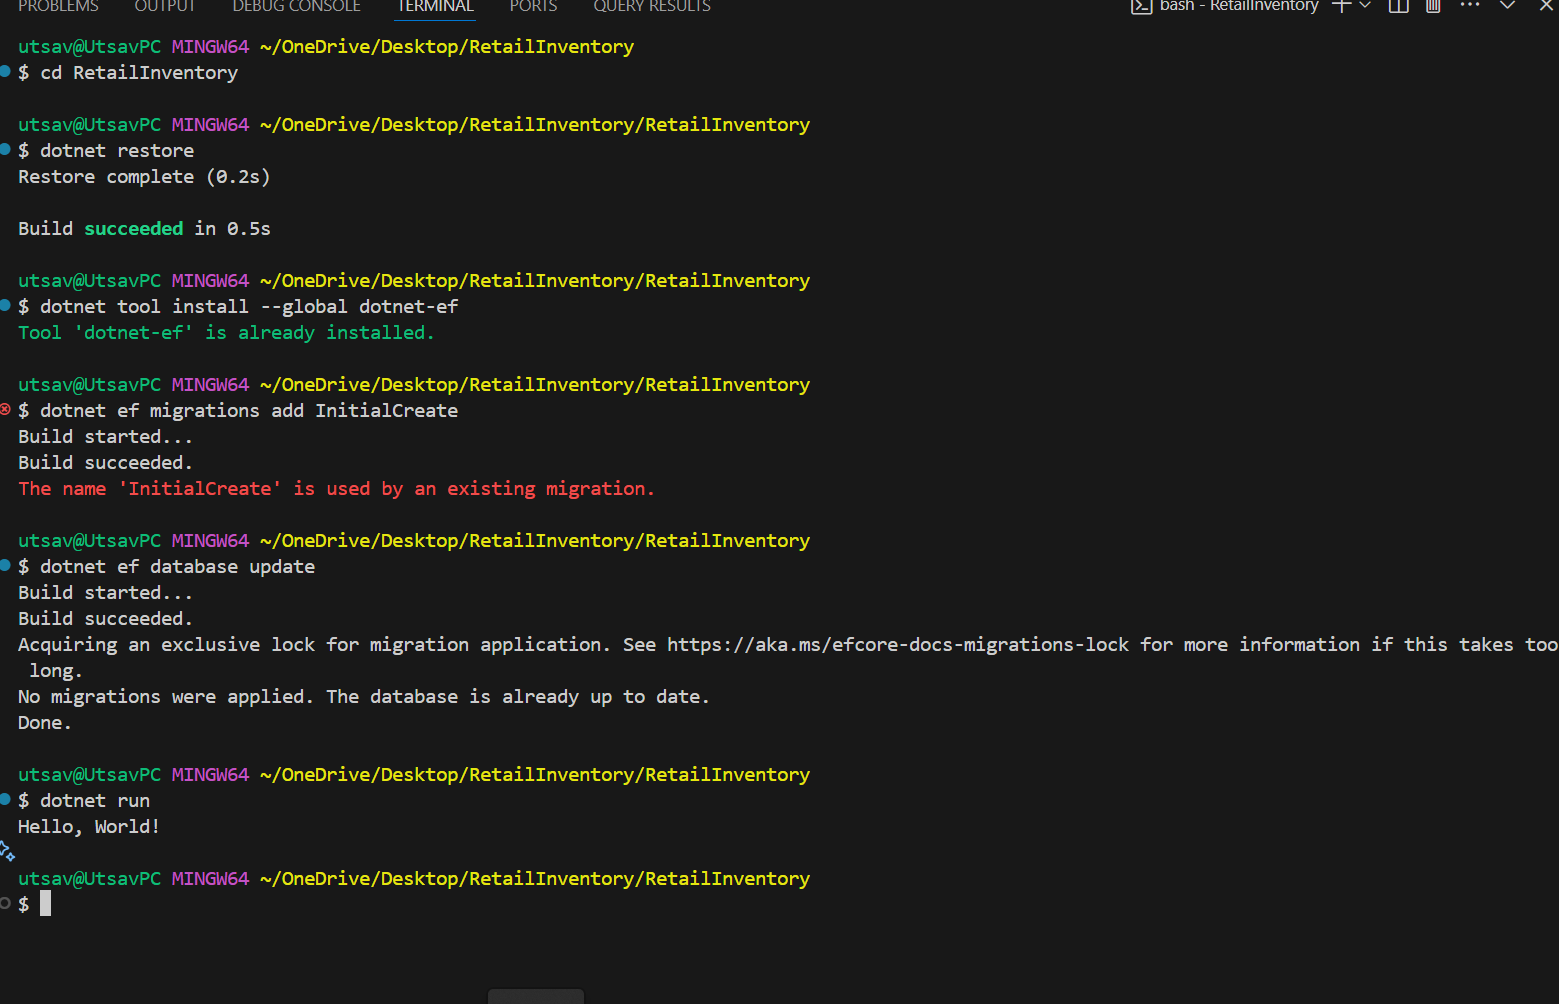 PROBLEMS OUTPUT DEBUG CONSOLE TERMINAL PORTS QUERY RESULTS bash - RetailInventory
utsav@UtsavPC MINGW64 ~/OneDrive/Desktop/RetailInventory
$ cd RetailInventory
utsav@UtsavPC MINGW64 ~/OneDrive/Desktop/RetailInventory/RetailInventory
$ dotnet restore
Restore complete (0.2s)
Build succeeded in 0.5s
utsav@UtsavPC MINGW64 ~/OneDrive/Desktop/RetailInventory/RetailInventory
$ dotnet tool install --global dotnet-ef
Tool 'dotnet-ef' is already installed.
utsav@UtsavPC MINGW64 ~/OneDrive/Desktop/RetailInventory/RetailInventory
$ dotnet ef migrations add InitialCreate
Build started...
Build succeeded.
The name 'InitialCreate' is used by an existing migration.
utsav@UtsavPC MINGW64 ~/OneDrive/Desktop/RetailInventory/RetailInventory
$ dotnet ef database update
Build started...
Build succeeded.
Acquiring an exclusive lock for migration application. See https://aka.ms/efcore-docs-migrations-lock for more information if this takes too
long.
No migrations were applied. The database is already up to date.
Done.
utsav@UtsavPC MINGW64 ~/OneDrive/Desktop/RetailInventory/RetailInventory
$ dotnet run
Hello, World!
utsav@UtsavPC MINGW64 ~/OneDrive/Desktop/RetailInventory/RetailInventory
$